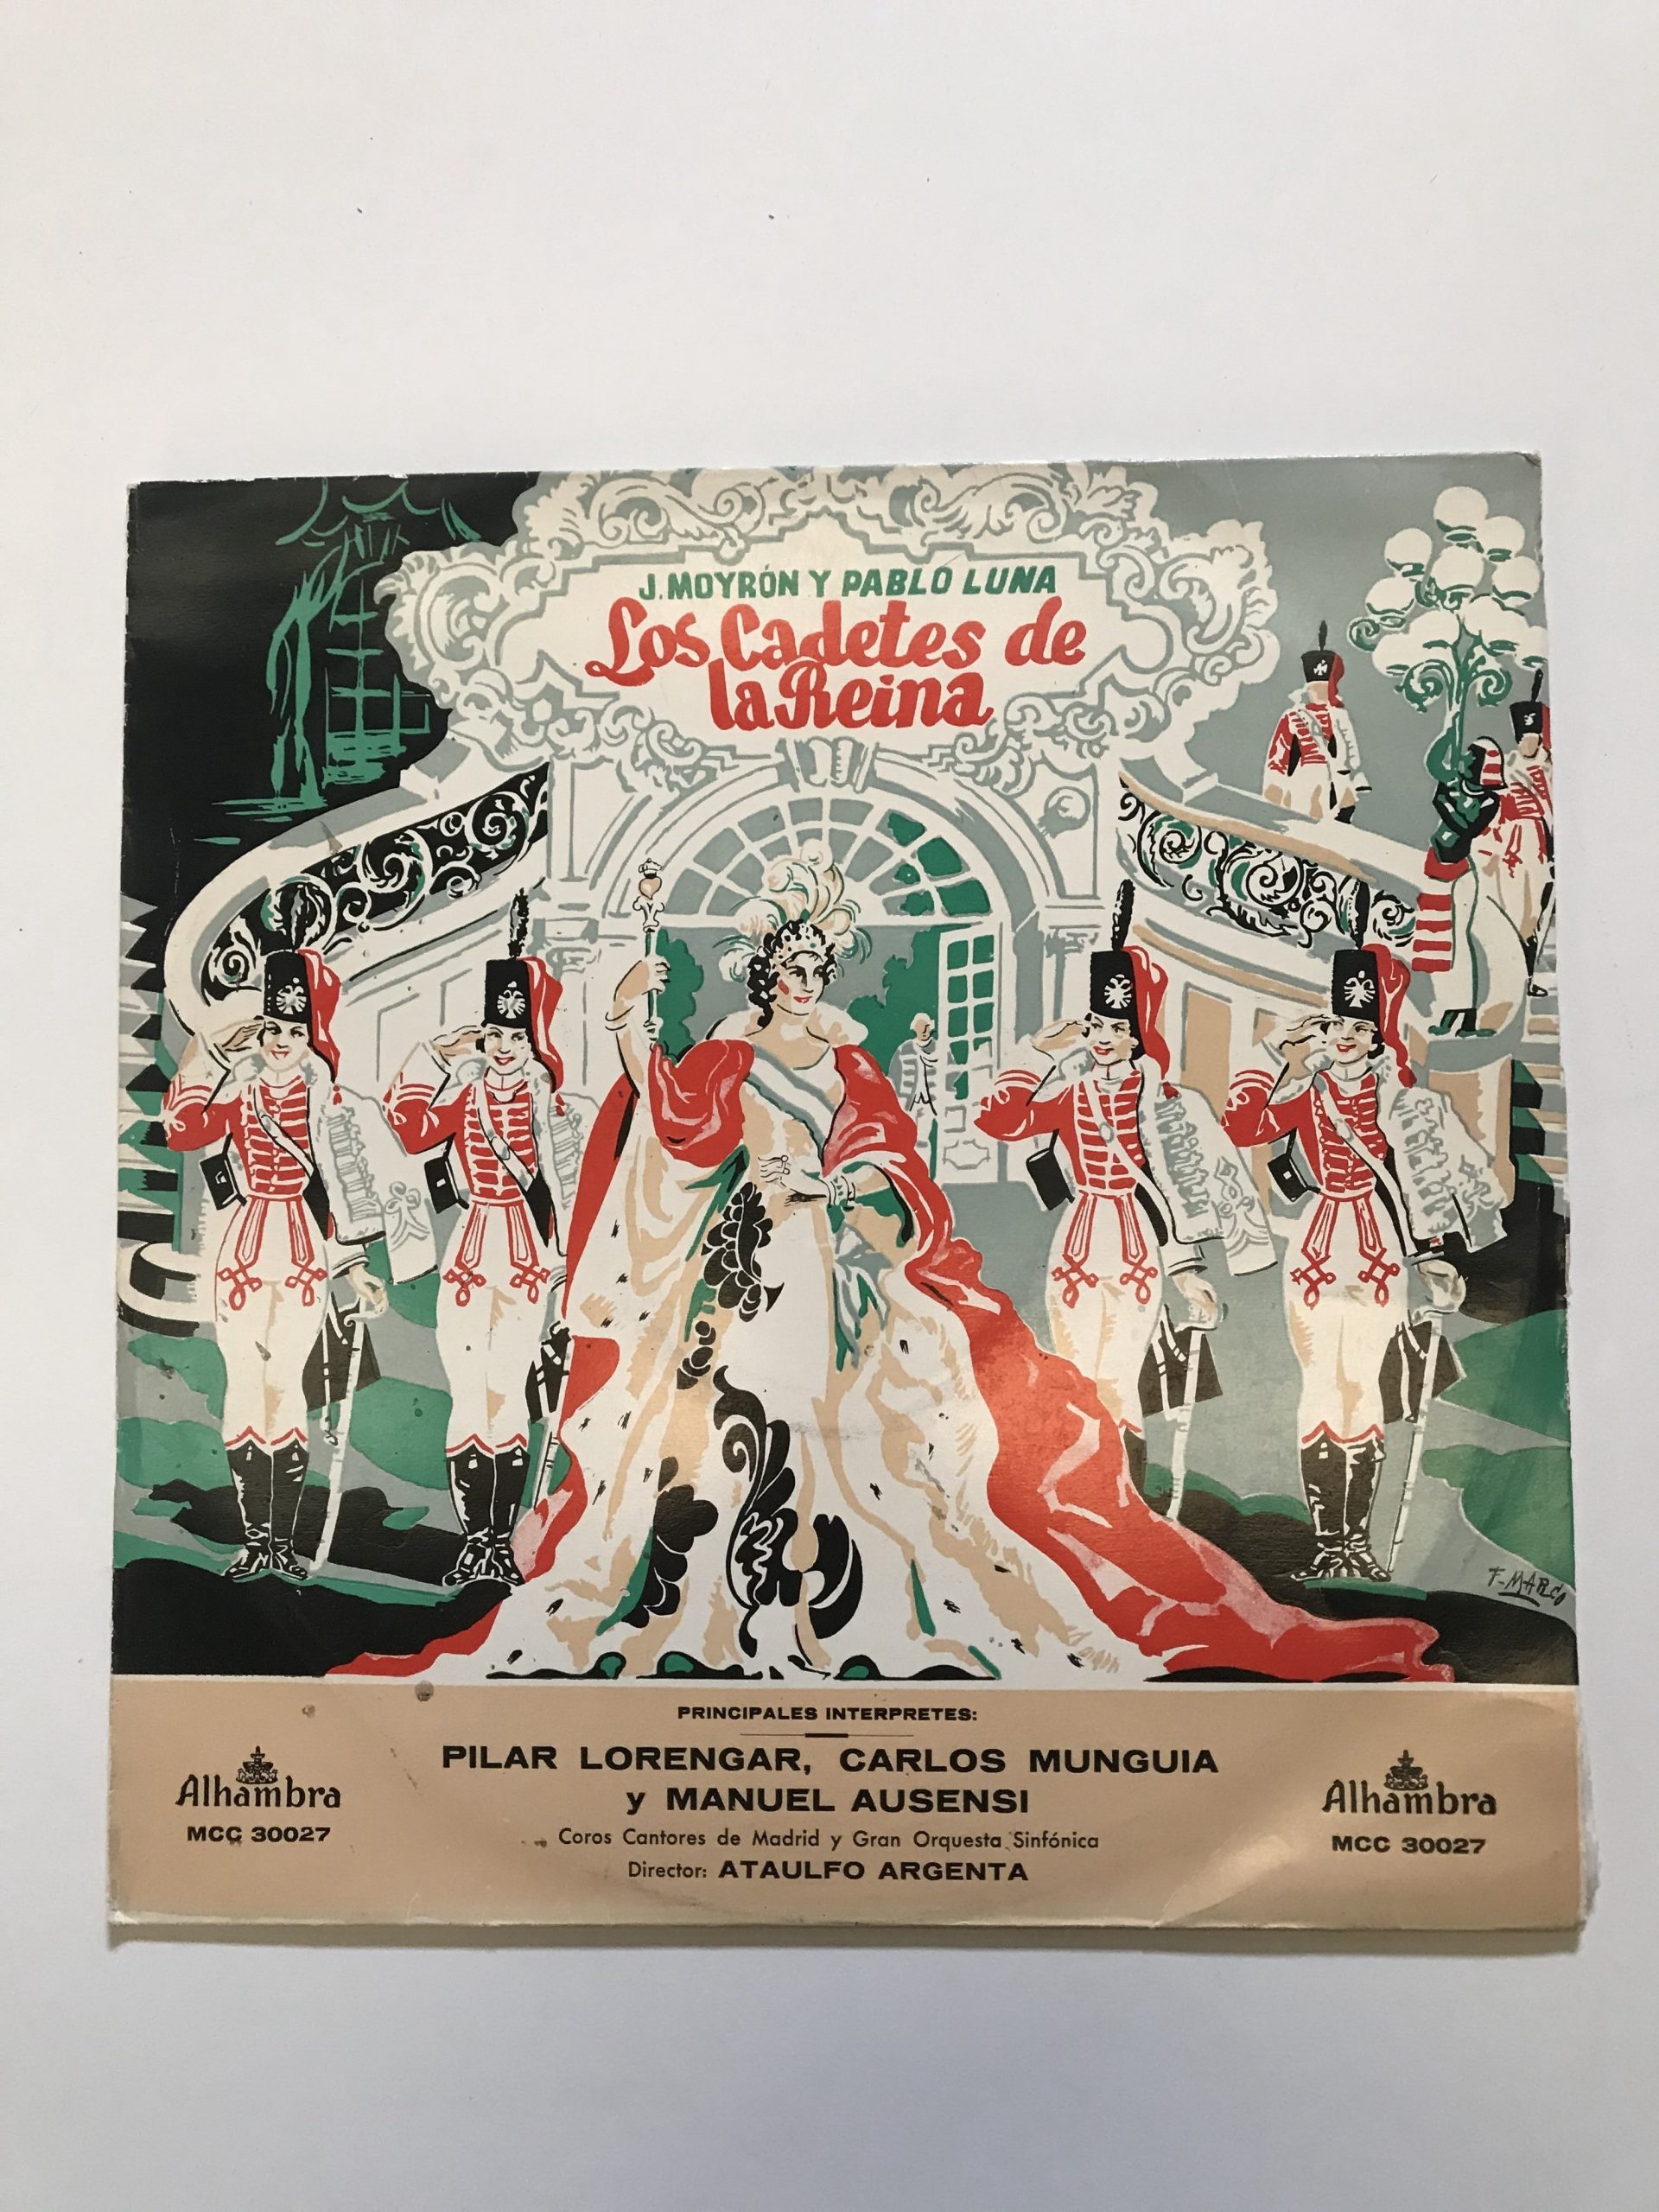 J. MOYRÓN Y PABLO LUNA
Los Cadetes de
la Reina
F-MARCO
PRINCIPALES INTERPRETES:
PILAR LORENGAR, CARLOS MUNGUIA
y MANUEL AUSENSI
Coros Cantores de Madrid y Gran Orquesta Sinfónica
Director: ATAULFO ARGENTA
Alhambra
MCC 30027
Alhambra
MCC 30027